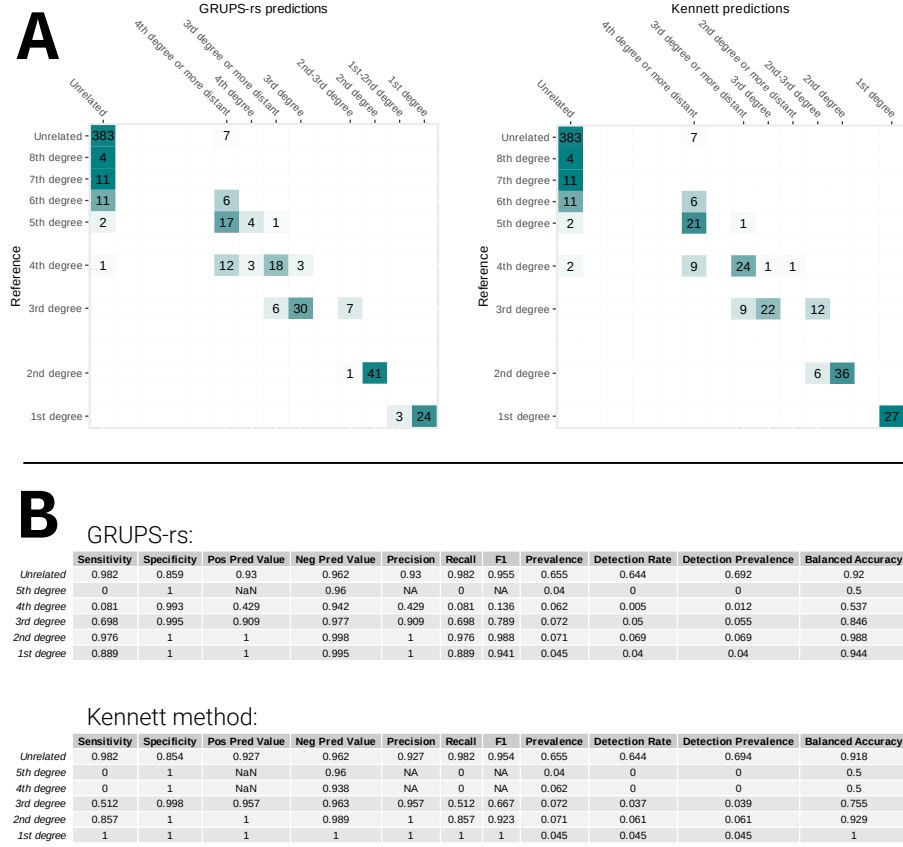 A
GRUPS-rs predictions
Unrelated
4th degree or more distant
4th degree
3rd degree or more distant
3rd degree
2nd-3rd degree
2nd degree
1st-2nd degree
1st degree
Reference
Unrelated 383 7
8th degree 4
7th degree 11
6th degree 11 6
5th degree 2 17 4 1
4th degree 1 12 3 18 3
3rd degree 6 30 7
2nd degree 1 41
1st degree 3 24
Kennett predictions
Unrelated
4th degree or more distant
3rd degree or more distant
3rd degree
2nd degree or more distant
2nd-3rd degree
2nd degree
1st degree
Reference
Unrelated 383 7
8th degree 4
7th degree 11
6th degree 11 6
5th degree 2 21 1
4th degree 2 9 24 1 1
3rd degree 9 22 12
2nd degree 6 36
1st degree 27
B
GRUPS-rs:
Sensitivity Specificity Pos Pred Value Neg Pred Value Precision Recall F1 Prevalence Detection Rate Detection Prevalence Balanced Accuracy
Unrelated 0.982 0.859 0.93 0.962 0.93 0.982 0.955 0.655 0.644 0.692 0.92
5th degree 0 1 NaN 0.96 NA 0 NA 0.04 0 0 0.5
4th degree 0.081 0.993 0.429 0.942 0.429 0.081 0.136 0.062 0.005 0.012 0.537
3rd degree 0.698 0.995 0.909 0.977 0.909 0.698 0.789 0.072 0.05 0.055 0.846
2nd degree 0.976 1 1 0.998 1 0.976 0.988 0.071 0.069 0.069 0.988
1st degree 0.889 1 1 0.995 1 0.889 0.941 0.045 0.04 0.04 0.944
Kennett method:
Sensitivity Specificity Pos Pred Value Neg Pred Value Precision Recall F1 Prevalence Detection Rate Detection Prevalence Balanced Accuracy
Unrelated 0.982 0.854 0.927 0.962 0.927 0.982 0.954 0.655 0.644 0.694 0.918
5th degree 0 1 NaN 0.96 NA 0 NA 0.04 0 0 0.5
4th degree 0 1 NaN 0.938 NA 0 NA 0.062 0 0 0.5
3rd degree 0.512 0.998 0.957 0.963 0.957 0.512 0.667 0.072 0.037 0.039 0.755
2nd degree 0.857 1 1 0.989 1 0.857 0.923 0.071 0.061 0.061 0.929
1st degree 1 1 1 1 1 1 1 0.045 0.045 0.045 1